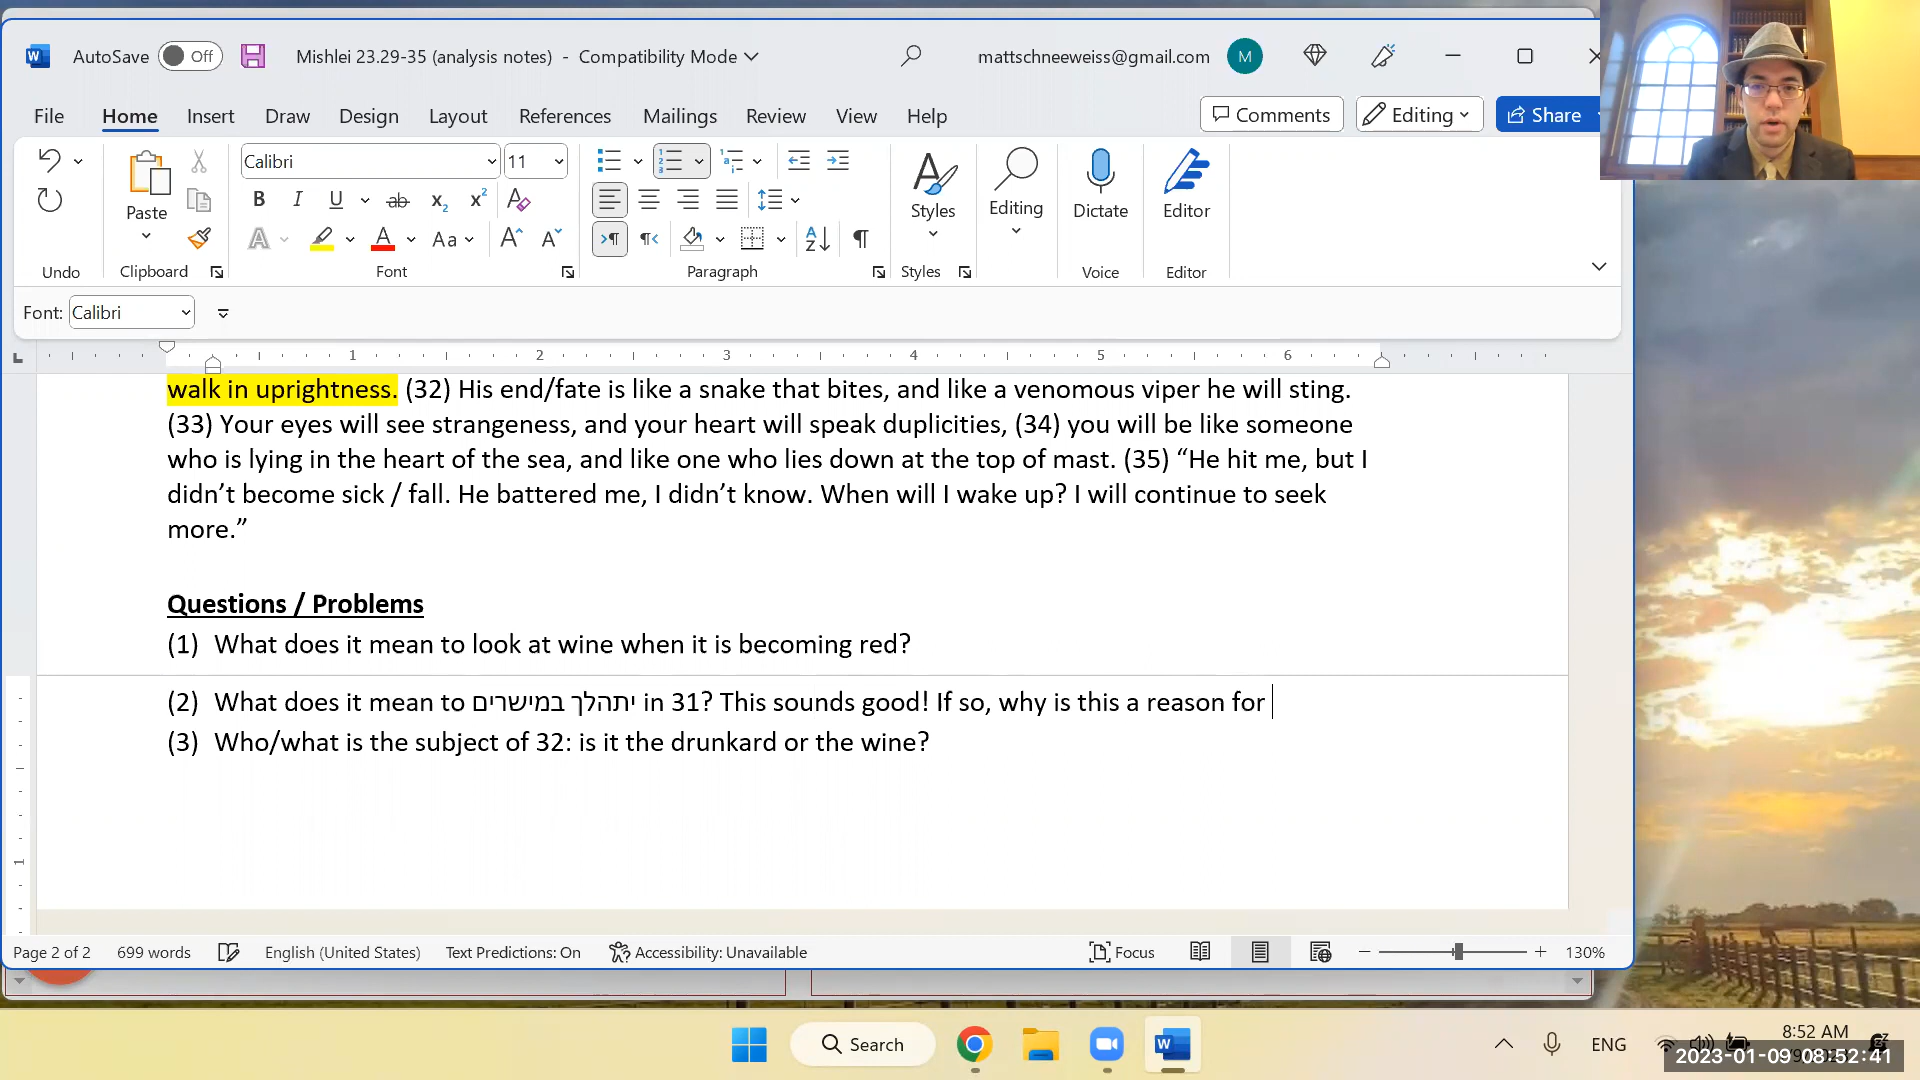 AutoSave Off Mishlei 23.29-35 (analysis notes) - Compatibility Mode mattschneeweiss@gmail.com M
File Home Insert Draw Design Layout References Mailings Review View Help Comments Editing Share
Calibri 11
Paste Styles Editing Dictate Editor
Undo Clipboard Font Paragraph Styles Voice Editor
Font: Calibri
1 2 3 4 5 6
walk in uprightness. (32) His end/fate is like a snake that bites, and like a venomous viper he will sting.
(33) Your eyes will see strangeness, and your heart will speak duplicities, (34) you will be like someone
who is lying in the heart of the sea, and like one who lies down at the top of mast. (35) “He hit me, but I
didn’t become sick / fall. He battered me, I didn’t know. When will I wake up? I will continue to seek
more.”
Questions / Problems
(1) What does it mean to look at wine when it is becoming red?
(2) What does it mean to יתהלך במישרים in 31? This sounds good! If so, why is this a reason for
(3) Who/what is the subject of 32: is it the drunkard or the wine?
Page 2 of 2 699 words English (United States) Text Predictions: On Accessibility: Unavailable Focus 130%
Search ENG 8:52 AM
2023-01-09 08:52:41